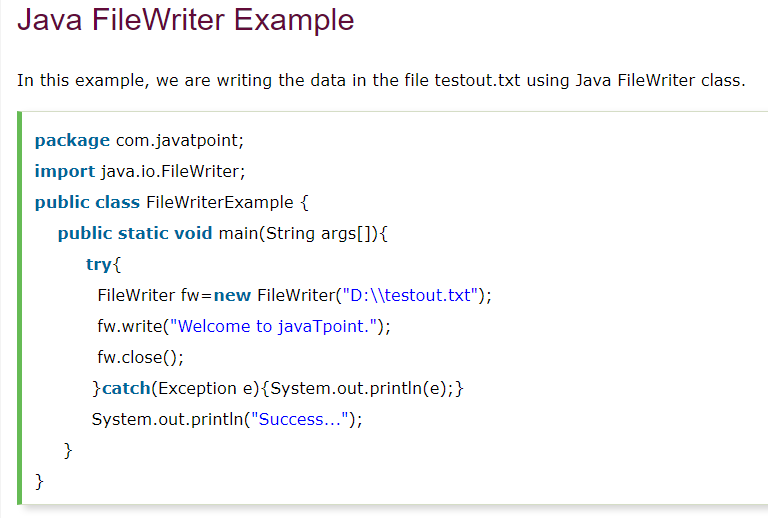 Java FileWriter Example
In this example, we are writing the data in the file testout.txt using Java FileWriter class.
package com.javatpoint;
import java.io.FileWriter;
public class FileWriterExample {
public static void main(String args[]){
try{
FileWriter fw=new FileWriter("D:\\testout.txt");
fw.write("Welcome to javaTpoint.");
fw.close();
}catch(Exception e){System.out.println(e);}
System.out.println("Success...");
}
}